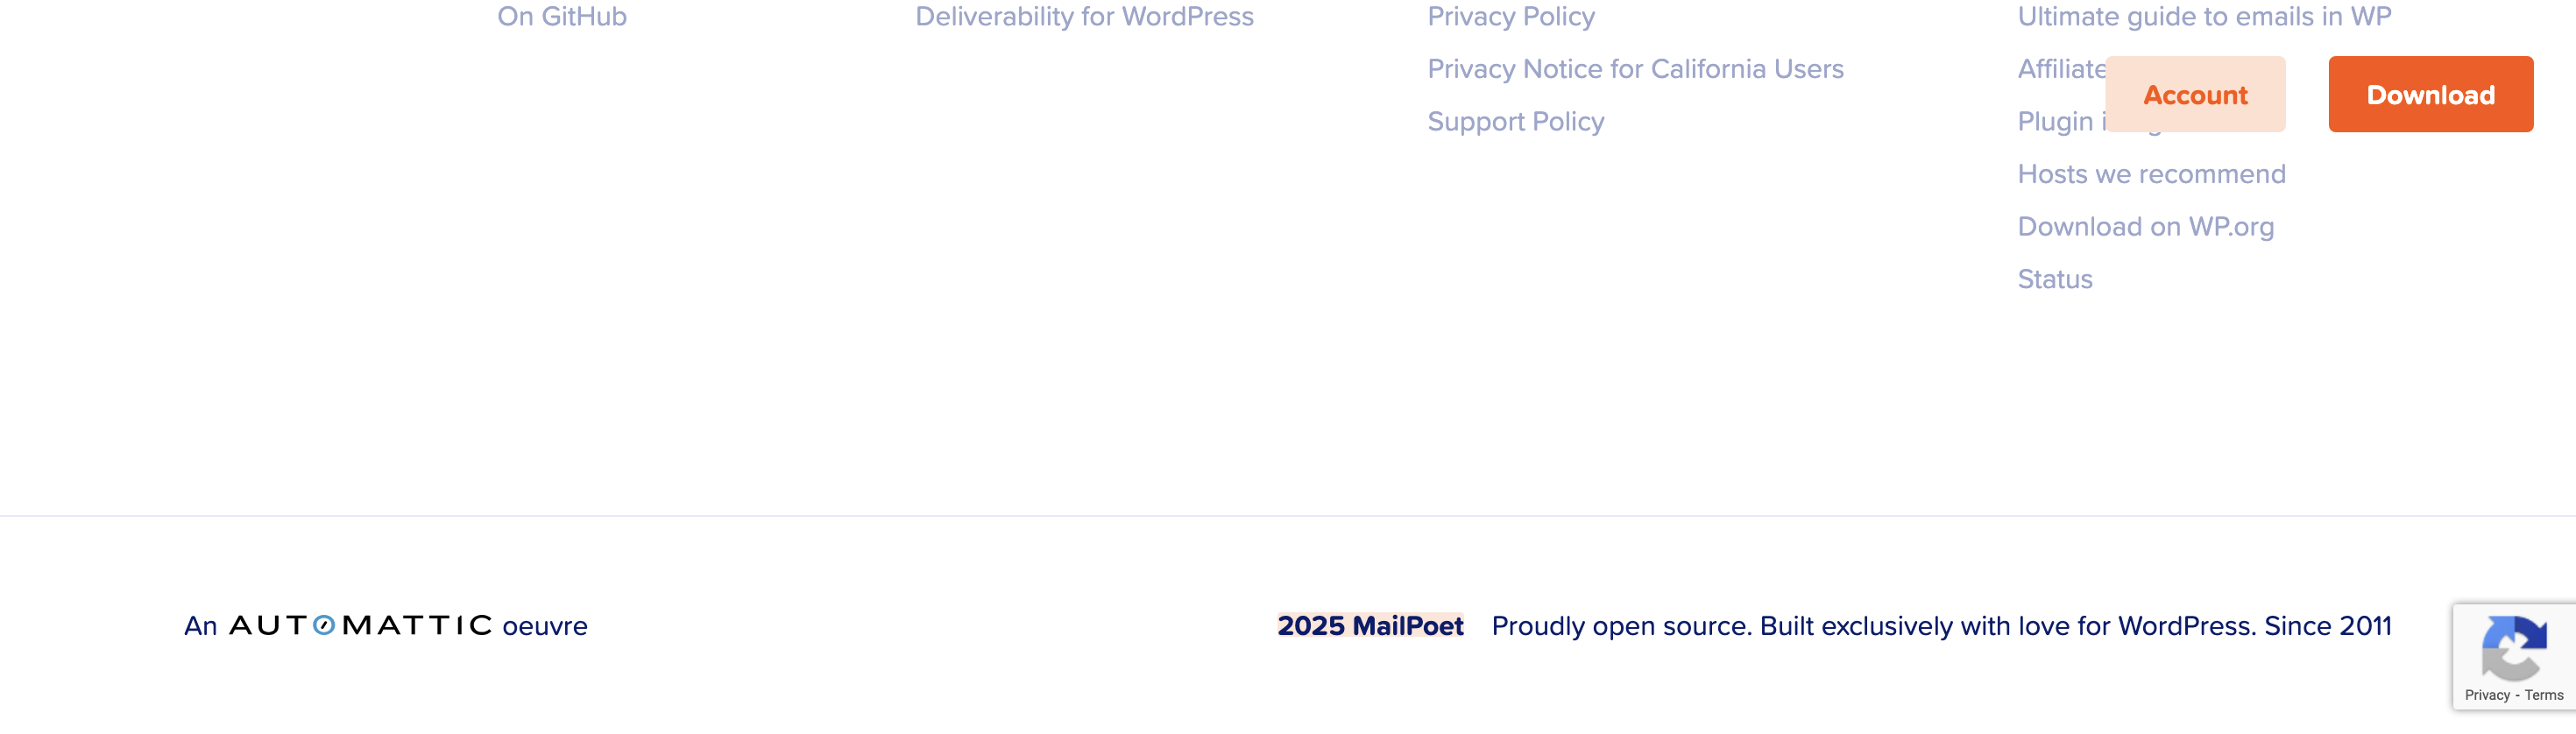 On GitHub
Deliverability for WordPress
Privacy Policy
Privacy Notice for California Users
Support Policy
Ultimate guide to emails in WP
Affiliate
Plugin
Hosts we recommend
Download on WP.org
Status
Account
Download
An AUTOMATTIC oeuvre
2025 MailPoet Proudly open source. Built exclusively with love for WordPress. Since 2011
Privacy - Terms